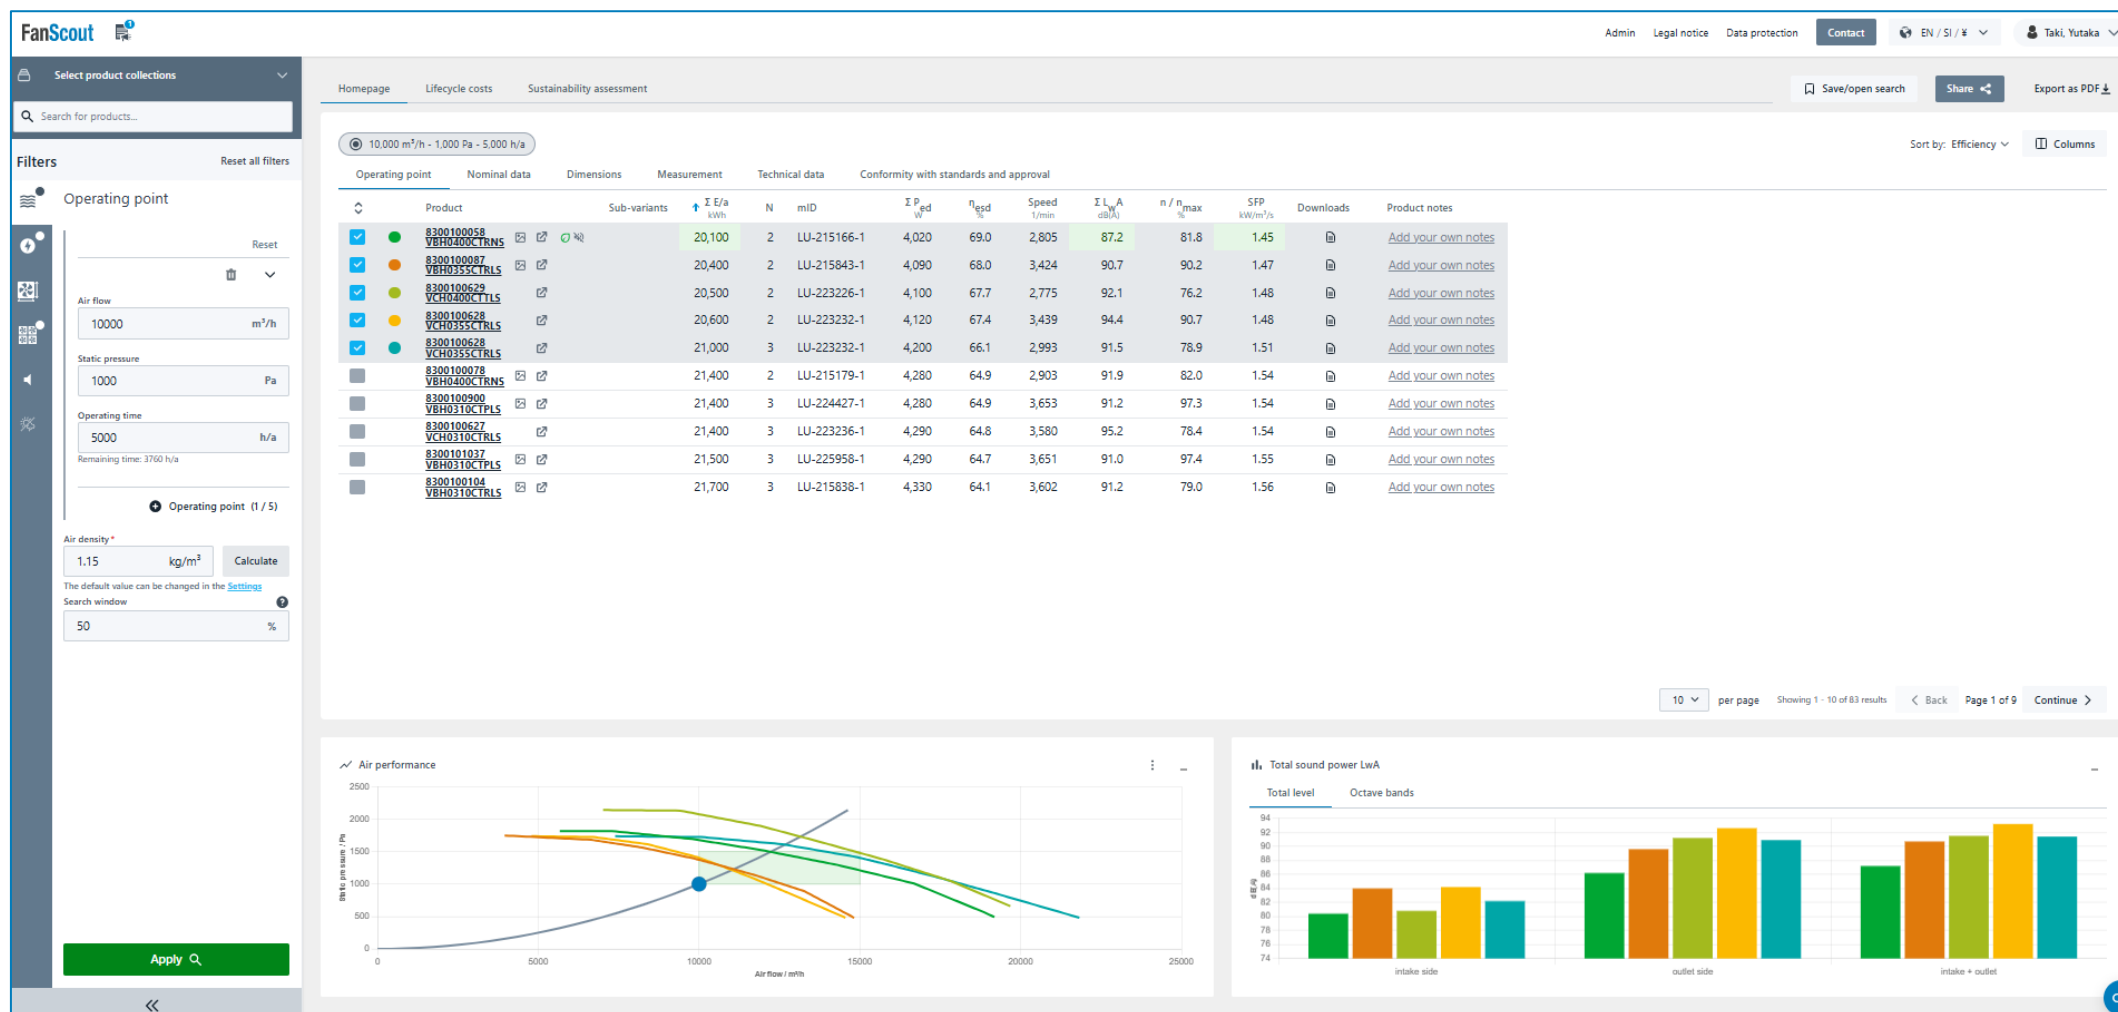 FanScout
1
Admin Legal notice Data protection Contact EN / SI / ¥ Taki, Yutaka
Select product collections
Search for products...
Homepage Lifecycle costs Sustainability assessment
Save/open search Share Export as PDF
Filters Reset all filters
10,000 m³/h - 1,000 Pa - 5,000 h/a
Sort by: Efficiency Columns
Operating point
Operating point Nominal data Dimensions Measurement Technical data Conformity with standards and approval
Product Sub-variants Σ E/a kWh N mID Σ Ped W ηesd % Speed 1/min Σ LwA dB(A) n / nmax % SFP kW/m³/s Downloads Product notes
8300100058 VBH0400CTRNS 20,100 2 LU-215166-1 4,020 69.0 2,805 87.2 81.8 1.45 Add your own notes
8300100087 VBH0355CTRLS 20,400 2 LU-215843-1 4,090 68.0 3,424 90.7 90.2 1.47 Add your own notes
8300100629 VCH0400CTTLS 20,500 2 LU-223226-1 4,100 67.7 2,775 92.1 76.2 1.48 Add your own notes
8300100628 VCH0355CTRLS 20,600 2 LU-223232-1 4,120 67.4 3,439 94.4 90.7 1.48 Add your own notes
8300100628 VCH0355CTRLS 21,000 3 LU-223232-1 4,200 66.1 2,993 91.5 78.9 1.51 Add your own notes
8300100078 VBH0400CTRNS 21,400 2 LU-215179-1 4,280 64.9 2,903 91.9 82.0 1.54 Add your own notes
8300100900 VBH0310CTPLS 21,400 3 LU-224427-1 4,280 64.9 3,653 91.2 97.3 1.54 Add your own notes
8300100627 VCH0310CTRLS 21,400 3 LU-223236-1 4,290 64.8 3,580 95.2 78.4 1.54 Add your own notes
8300101037 VBH0310CTPLS 21,500 3 LU-225958-1 4,290 64.7 3,651 91.0 97.4 1.55 Add your own notes
8300100104 VBH0310CTRLS 21,700 3 LU-215838-1 4,330 64.1 3,602 91.2 79.0 1.56 Add your own notes
Reset
Air flow
10000 m³/h
Static pressure
1000 Pa
Operating time
5000 h/a
Remaining time: 3760 h/a
Operating point (1 / 5)
Air density *
1.15 kg/m³ Calculate
The default value can be changed in the Settings
Search window
50 %
Apply
10 per page Showing 1 - 10 of 83 results Back Page 1 of 9 Continue
Air performance
2500
2000
1500
1000
500
0
Static pressure / Pa
0 5000 10000 15000 20000 25000
Air flow / m³/h
Total sound power LwA
Total level Octave bands
94
92
90
88
86
84
82
80
78
76
74
dB(A)
intake side outlet side intake + outlet